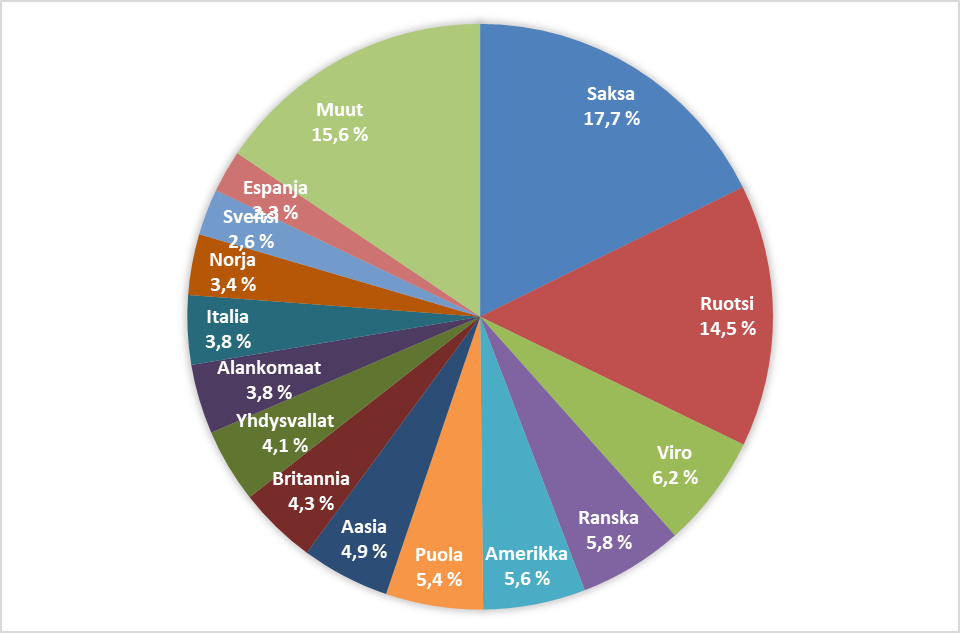 Saksa
17,7 %
Ruotsi
14,5 %
Viro
6,2 %
Ranska
5,8 %
Amerikka
5,6 %
Puola
5,4 %
Aasia
4,9 %
Britannia
4,3 %
Yhdysvallat
4,1 %
Alankomaat
3,8 %
Italia
3,8 %
Norja
3,4 %
Sveitsi
2,6 %
Espanja
2,3 %
Muut
15,6 %